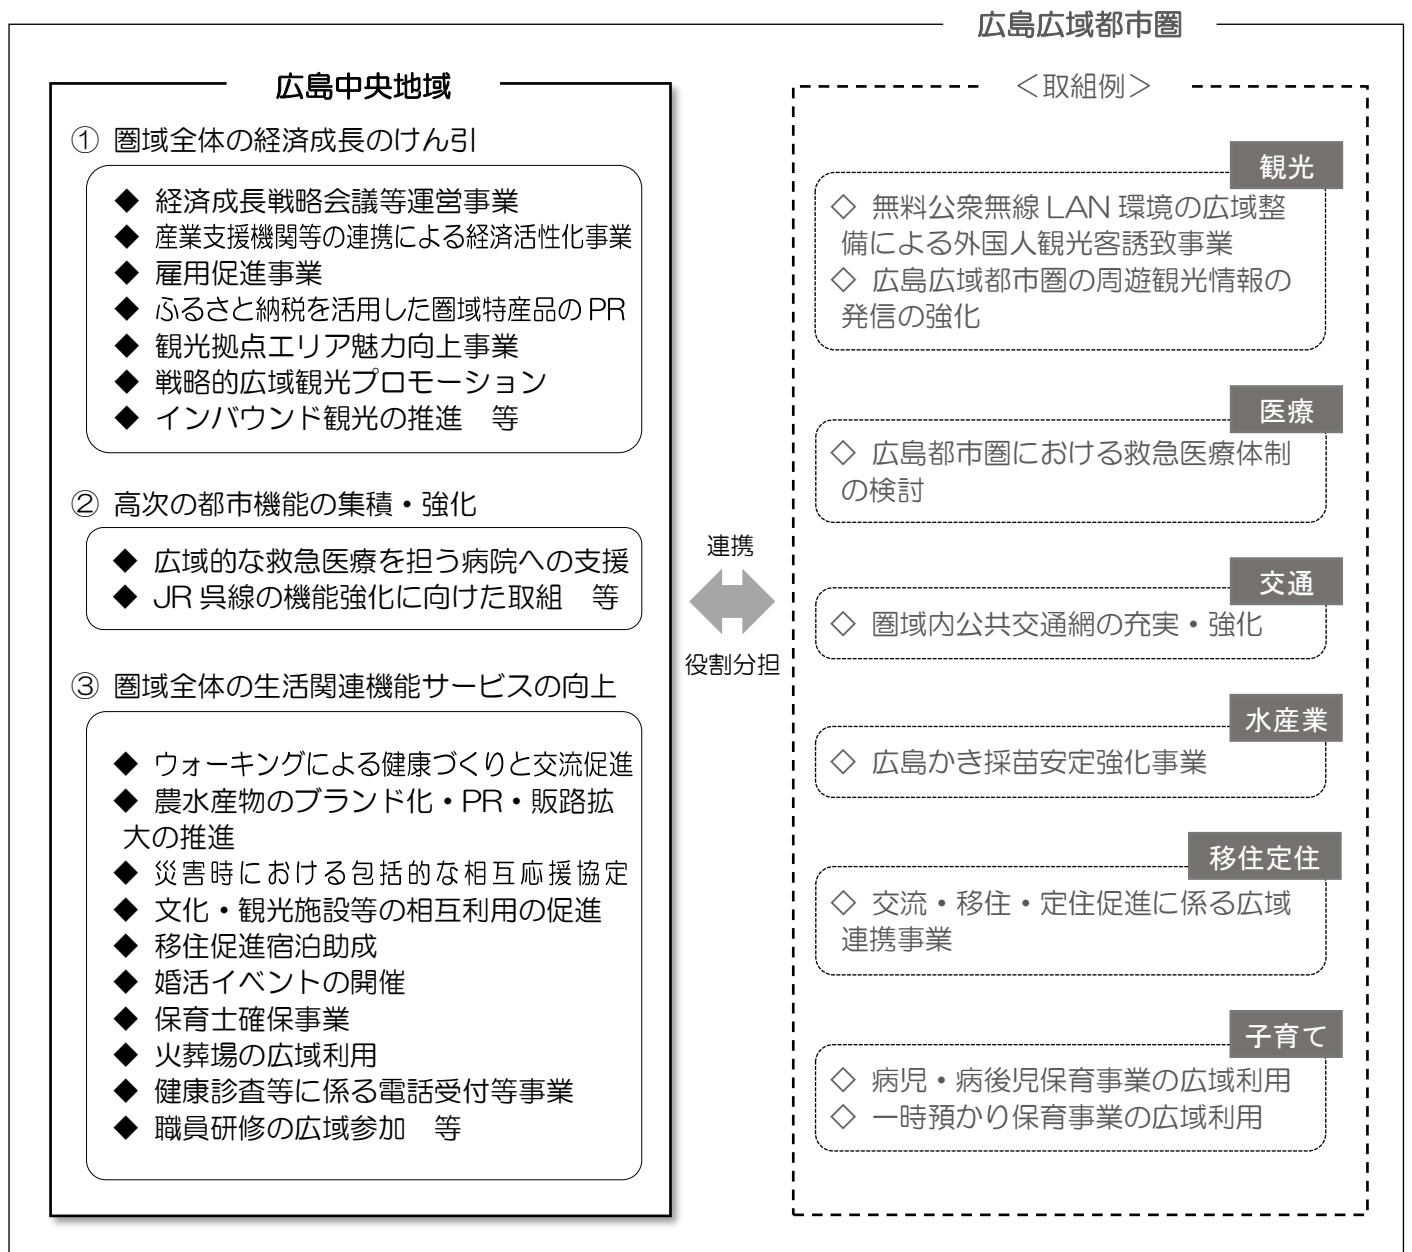 広島広域都市圏
広島中央地域
① 圏域全体の経済成長のけん引
◆ 経済成長戦略会議等運営事業
◆ 産業支援機関等の連携による経済活性化事業
◆ 雇用促進事業
◆ ふるさと納税を活用した圏域特産品の PR
◆ 観光拠点エリア魅力向上事業
◆ 戦略的広域観光プロモーション
◆ インバウンド観光の推進　等
② 高次の都市機能の集積・強化
◆ 広域的な救急医療を担う病院への支援
◆ JR 呉線の機能強化に向けた取組　等
③ 圏域全体の生活関連機能サービスの向上
◆ ウォーキングによる健康づくりと交流促進
◆ 農水産物のブランド化・PR・販路拡
大の推進
◆ 災害時における包括的な相互応援協定
◆ 文化・観光施設等の相互利用の促進
◆ 移住促進宿泊助成
◆ 婚活イベントの開催
◆ 保育士確保事業
◆ 火葬場の広域利用
◆ 健康診査等に係る電話受付等事業
◆ 職員研修の広域参加　等
連携
役割分担
＜取組例＞
観光
◇ 無料公衆無線 LAN 環境の広域整
備による外国人観光客誘致事業
◇ 広島広域都市圏の周遊観光情報の
発信の強化
医療
◇ 広島都市圏における救急医療体制
の検討
交通
◇ 圏域内公共交通網の充実・強化
水産業
◇ 広島かき採苗安定強化事業
移住定住
◇ 交流・移住・定住促進に係る広域
連携事業
子育て
◇ 病児・病後児保育事業の広域利用
◇ 一時預かり保育事業の広域利用